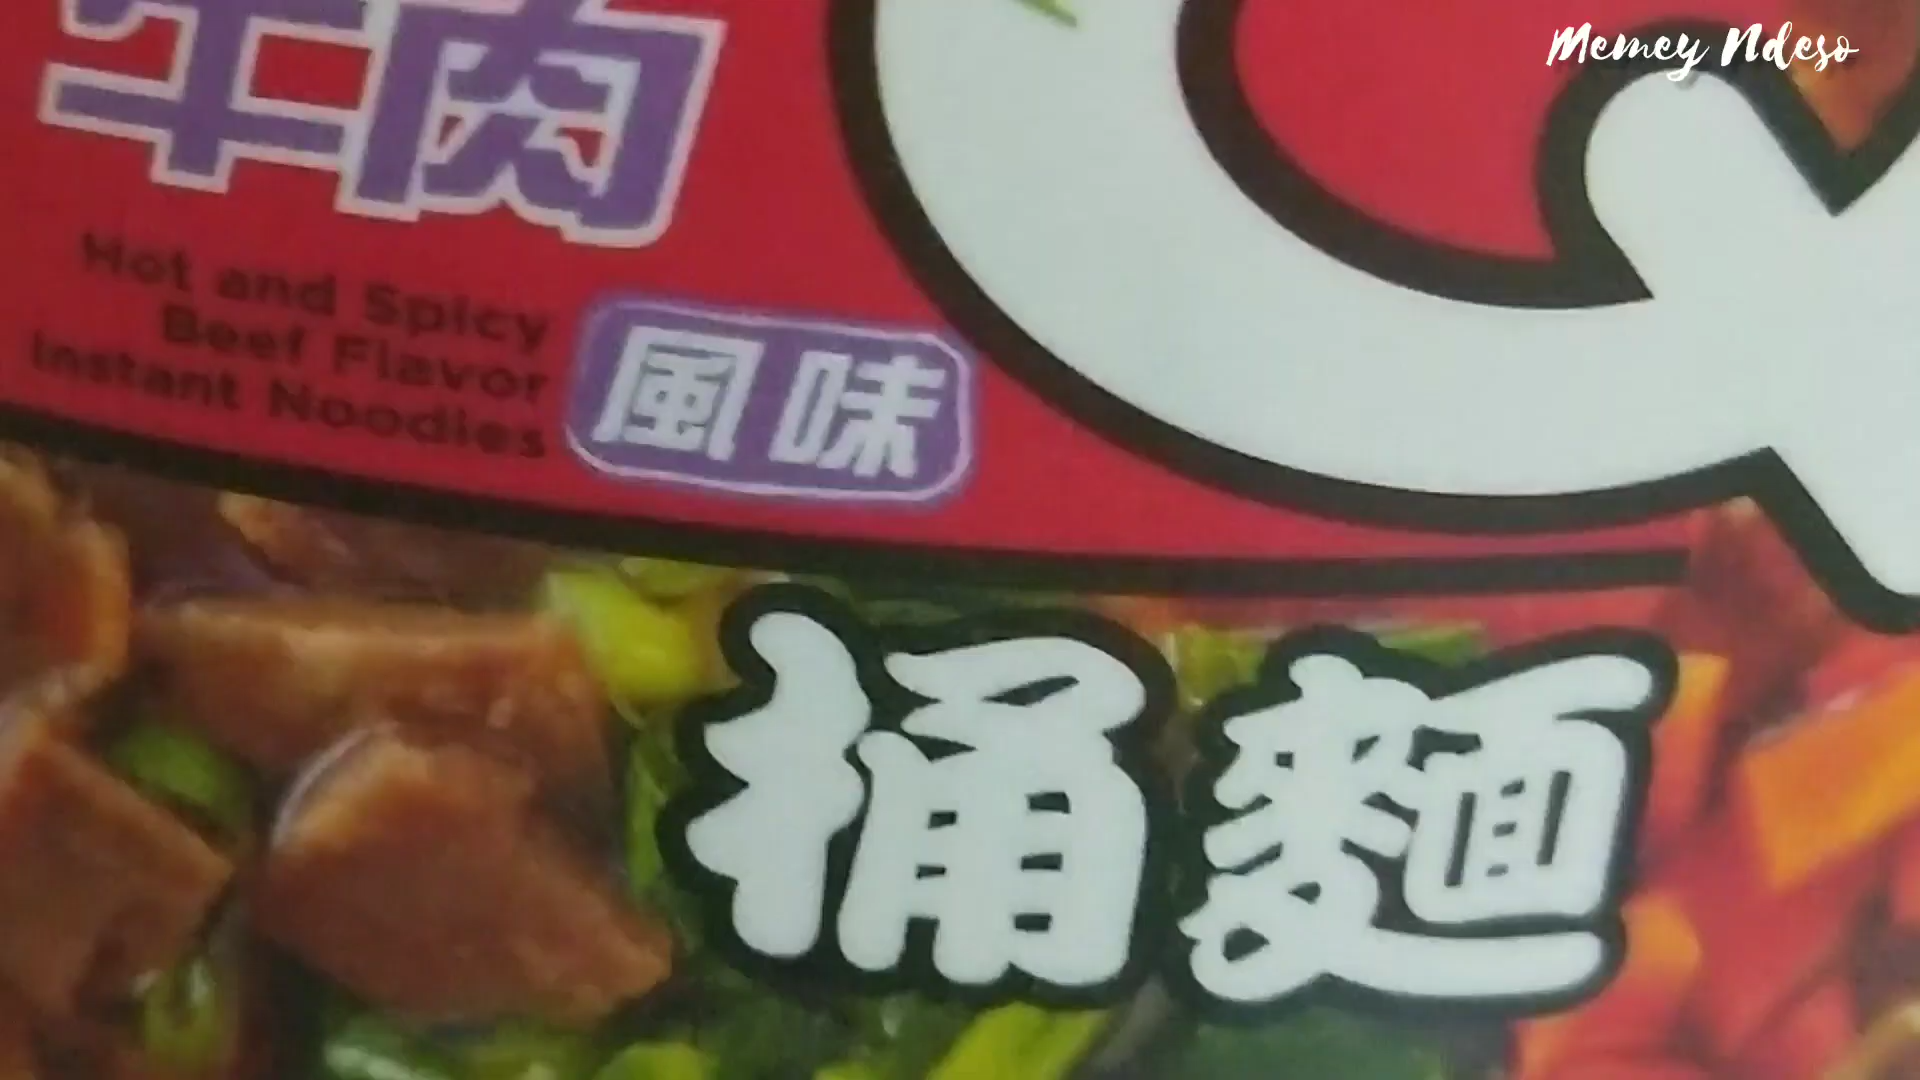 Memey Ndeso
牛肉
Hot and Spicy
Beef Flavor
Instant Noodles
風味
桶麵